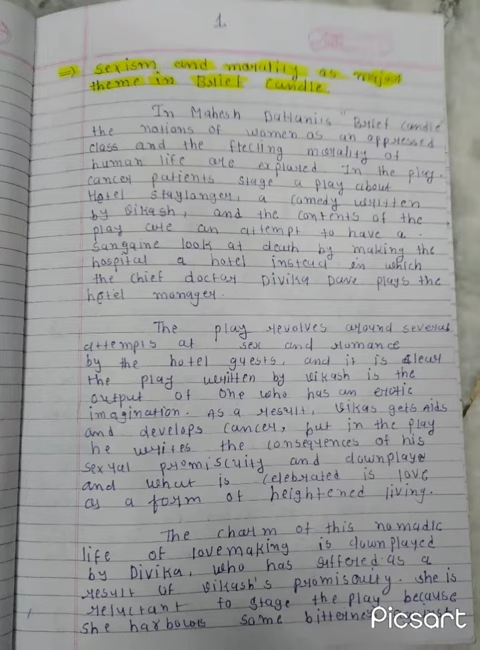 1.
⇒ Sexism and morality as major
theme in Brief Candle
In Mahesh Dattani's "Brief candle
the notions of women as an oppressed
class and the fleeting morality of
human life are explored. In the play.
cancer patients stage a play about
Hotel Staylonger, a comedy written
by Vikash, and the contents of the
play are an attempt to have a
sanguine look at death by making the
hospital a hotel instead in which
the chief doctor Divika Dave plays the
hotel manager.
The play revolves around several
attempts at sex and romance
by the hotel guests, and it is clear
the play written by Vikash is the
output of one who has an erotic
imagination. As a result, Vikas gets Aids
and develops cancer, but in the play
he writes the consequences of his
sexual promiscuity and downplaye
and what is celebrated is love
as a form of heightened living.
The charm of this nomadic
life of lovemaking is downplayed
by Divika, who has suffered as a
result of Vikash's promiscuity. she is
reluctant to stage the play because
she harbours some bitterness
Picsart